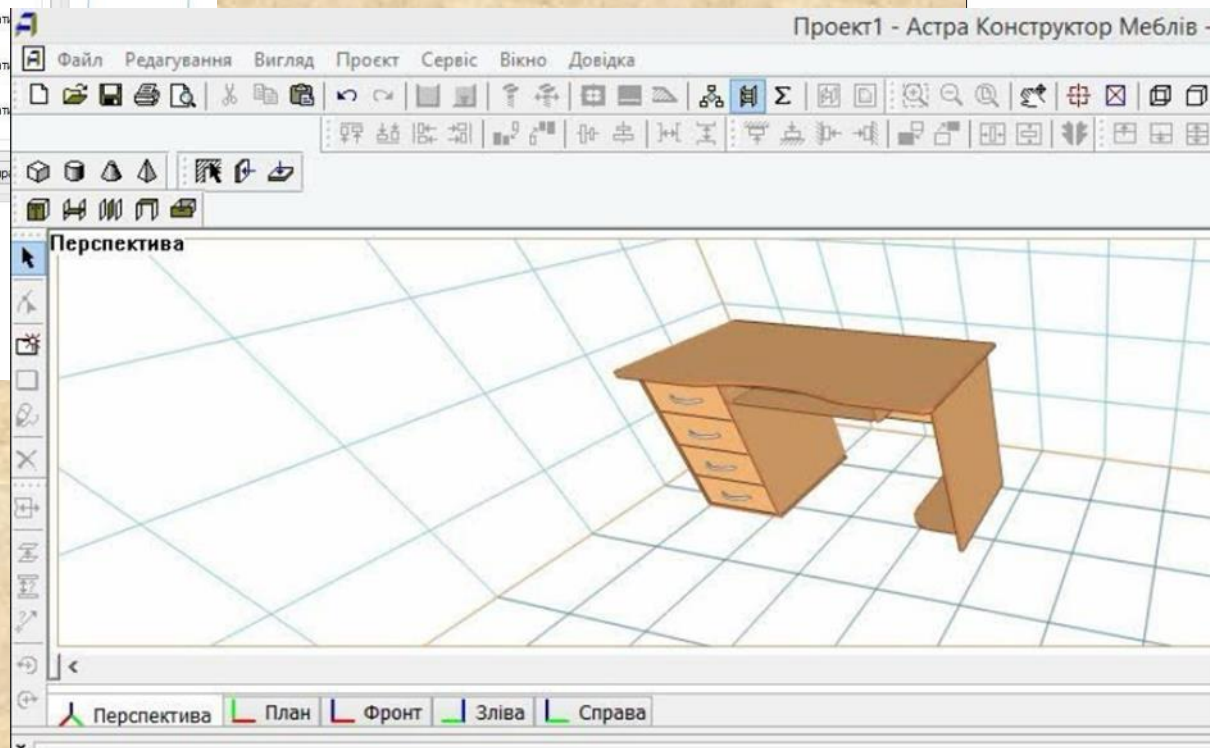 Проект1 - Астра Конструктор Меблів -
Файл Редагування Вигляд Проєкт Сервіс Вікно Довідка
Перспектива
Перспектива План Фронт Зліва Справа